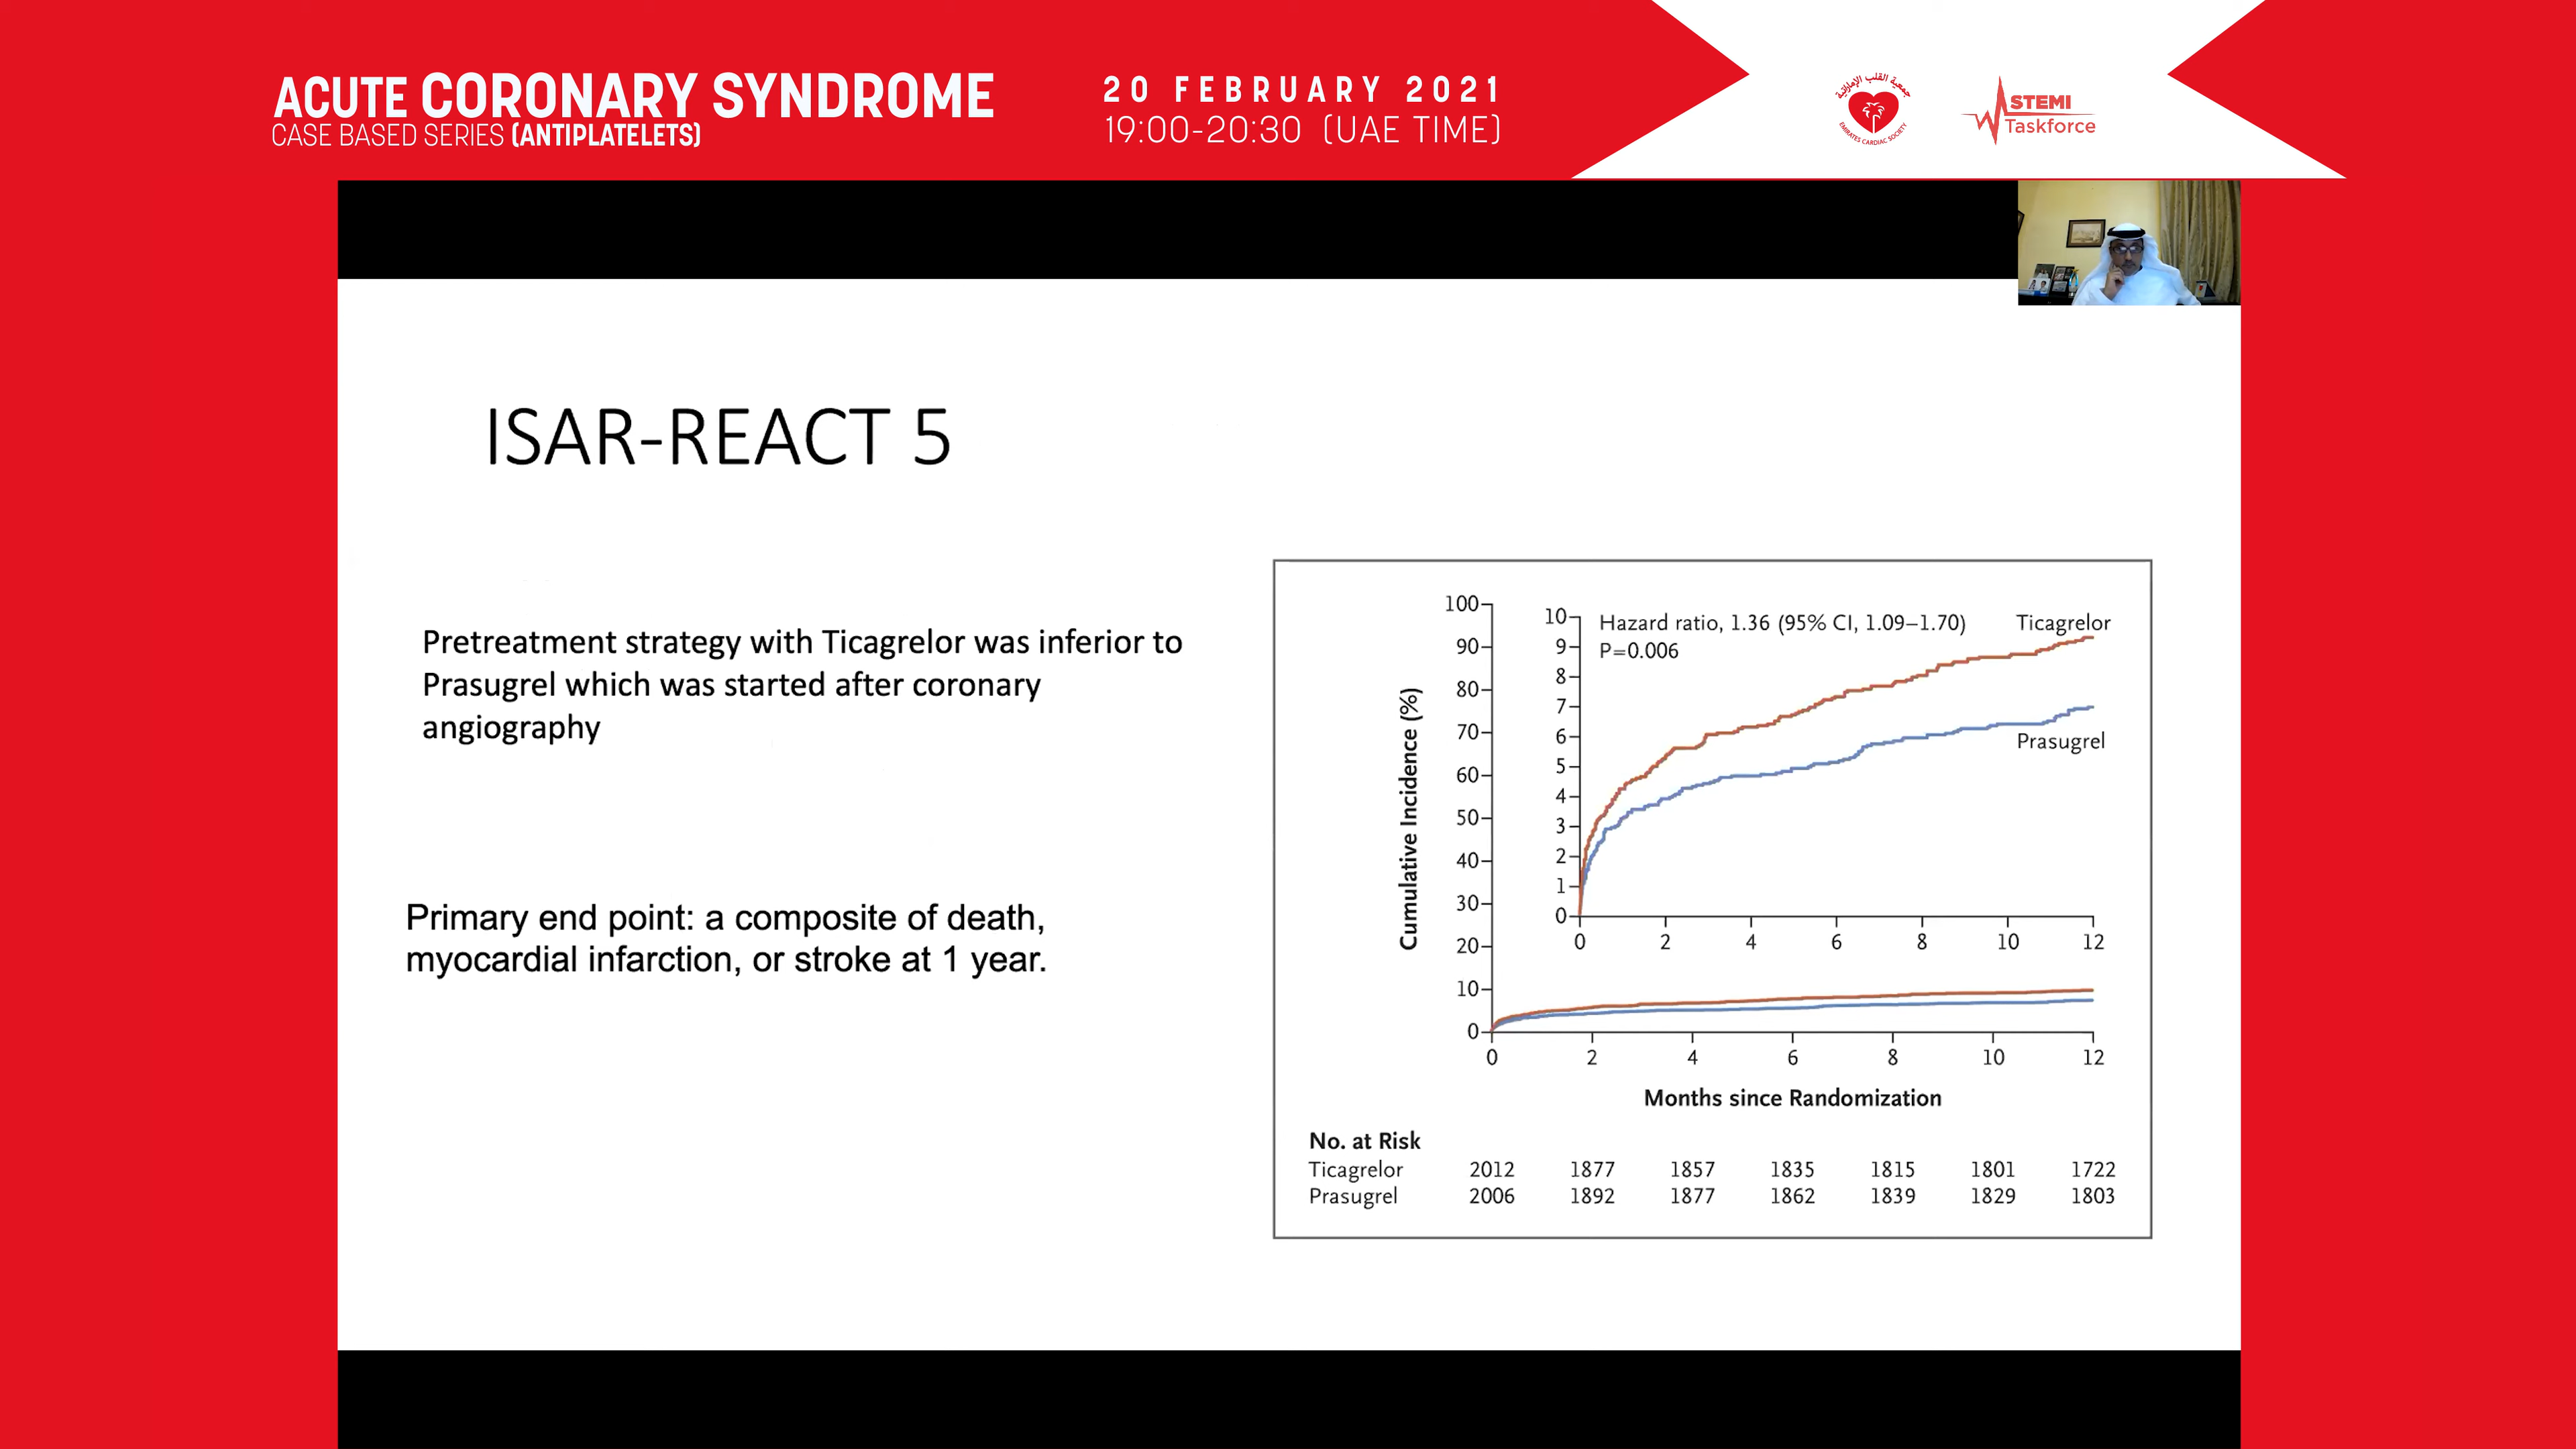 ACUTE CORONARY SYNDROME
CASE BASED SERIES (ANTIPLATELETS)
20 FEBRUARY 2021
19:00-20:30 (UAE TIME)
جمعية القلب الإماراتية
EMIRATES CARDIAC SOCIETY
STEMI
Taskforce
ISAR-REACT 5
Pretreatment strategy with Ticagrelor was inferior to
Prasugrel which was started after coronary
angiography
Primary end point: a composite of death,
myocardial infarction, or stroke at 1 year.
Cumulative Incidence (%)
100
90
80
70
60
50
40
30
20
10
0
10
9
8
7
6
5
4
3
2
1
0
Hazard ratio, 1.36 (95% CI, 1.09–1.70)
P=0.006
Ticagrelor
Prasugrel
0 2 4 6 8 10 12
0 2 4 6 8 10 12
Months since Randomization
No. at Risk
Ticagrelor 2012 1877 1857 1835 1815 1801 1722
Prasugrel 2006 1892 1877 1862 1839 1829 1803